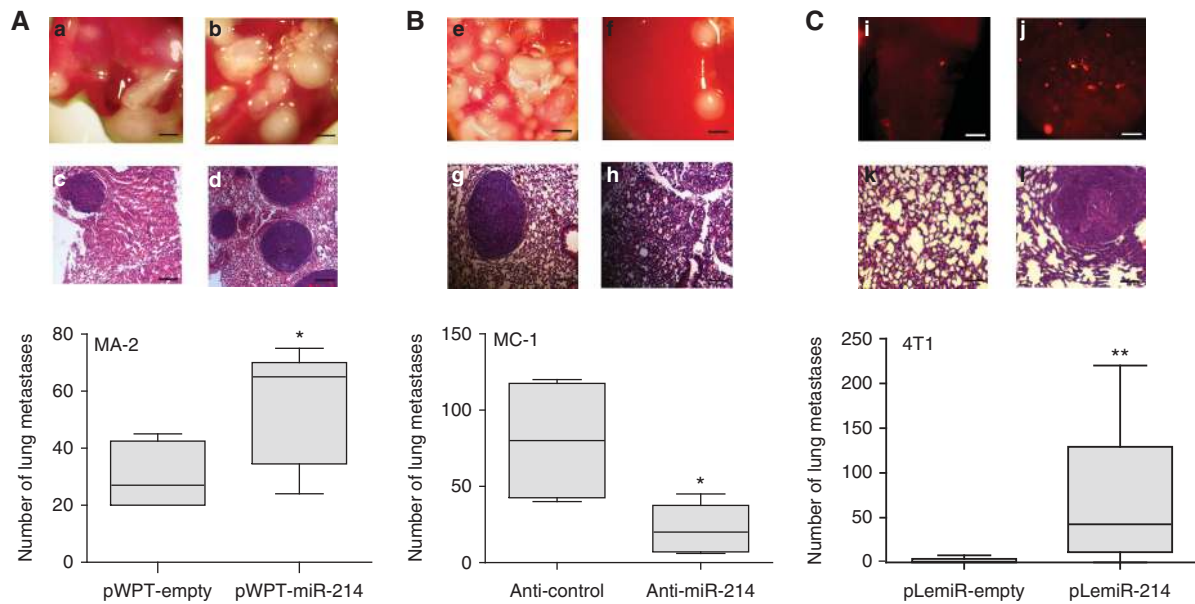 A
a
b
c
d
Number of lung metastases
80
60
40
20
0
MA-2
*
pWPT-empty
pWPT-miR-214
B
e
f
g
h
Number of lung metastases
150
100
50
0
MC-1
*
Anti-control
Anti-miR-214
C
i
j
k
l
Number of lung metastases
250
200
150
100
50
0
4T1
**
pLemiR-empty
pLemiR-214